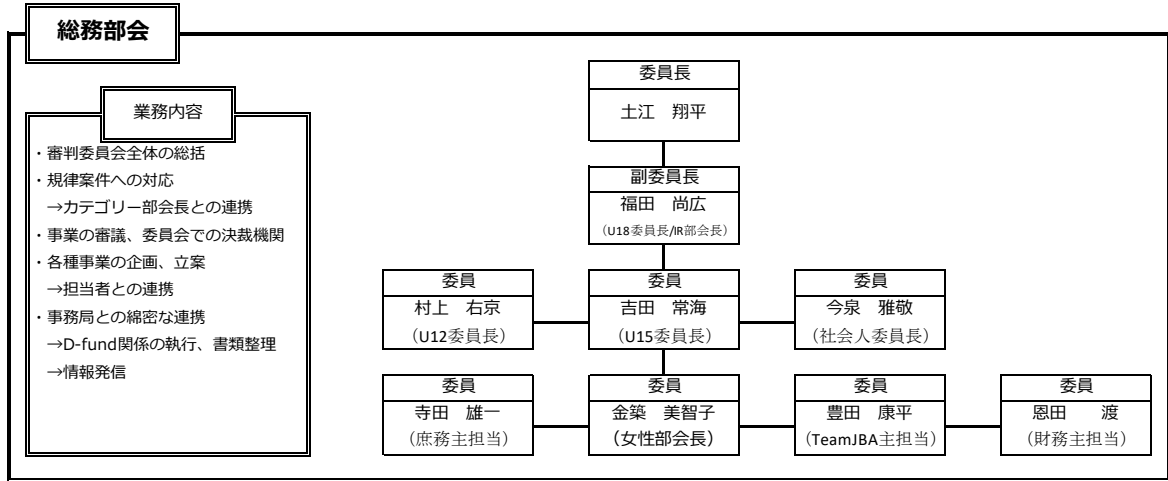 総務部会
業務内容
・審判委員会全体の総括
・規律案件への対応
→カテゴリー部会長との連携
・事業の審議、委員会での決裁機関
・各種事業の企画、立案
→担当者との連携
・事務局との綿密な連携
→D-fund関係の執行、書類整理
→情報発信
委員長
土江　翔平
副委員長
福田　尚広
（U18委員長/IR部会長）
委員
村上　右京
（U12委員長）
委員
吉田　常海
（U15委員長）
委員
今泉　雅敬
（社会人委員長）
委員
寺田　雄一
（庶務主担当）
委員
金築　美智子
（女性部会長）
委員
豊田　康平
（TeamJBA主担当）
委員
恩田　　渡
（財務主担当）